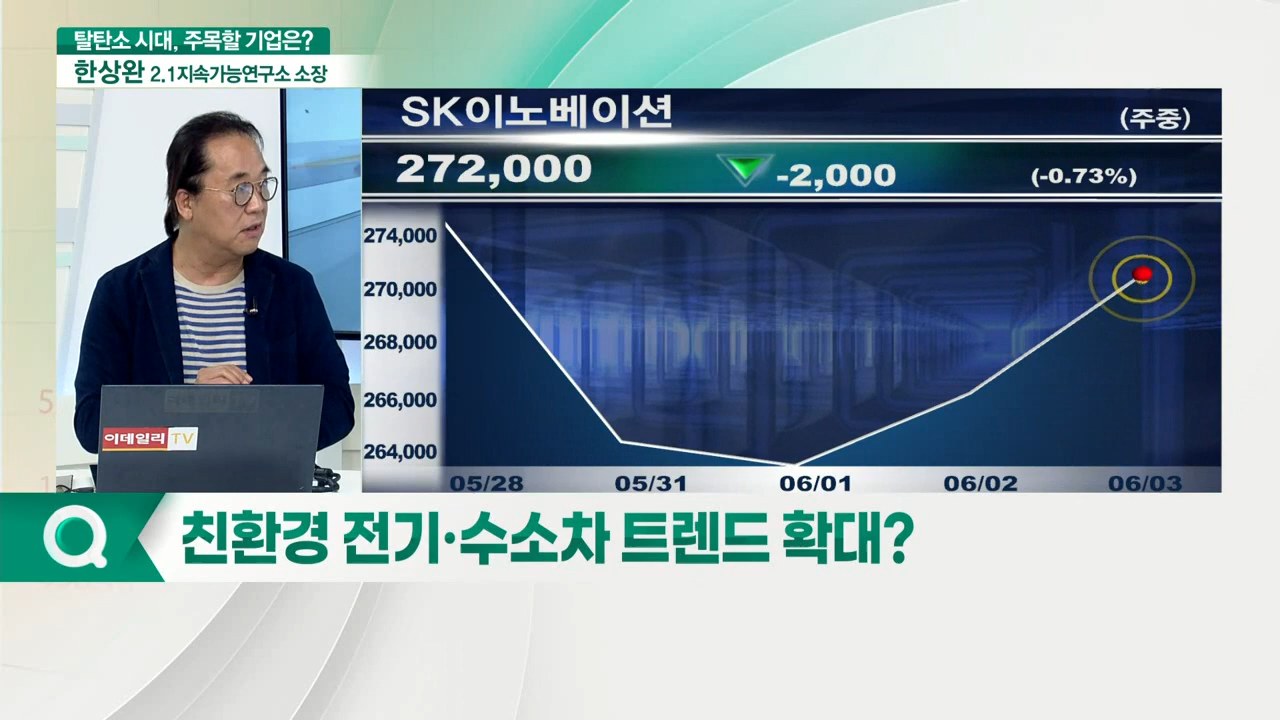 탈탄소 시대, 주목할 기업은?
한상완 2.1지속가능연구소 소장
SK이노베이션 (주중)
272,000 -2,000 (-0.73%)
274,000
270,000
268,000
266,000
264,000
05/28 05/31 06/01 06/02 06/03
이데일리 TV
Q 친환경 전기·수소차 트렌드 확대?